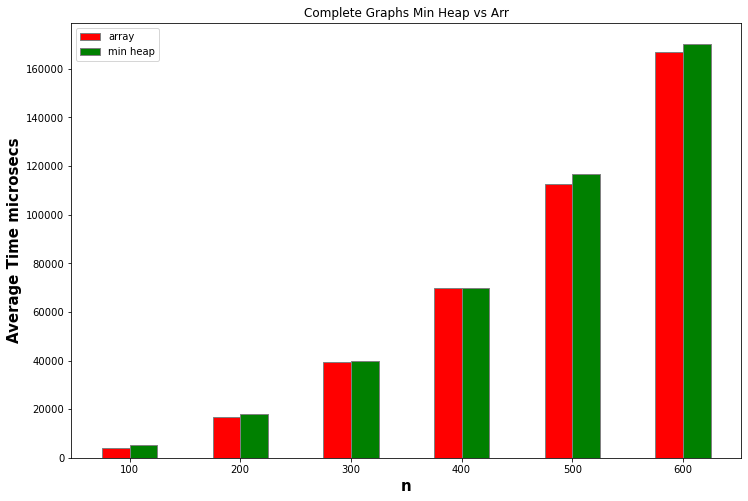 Complete Graphs Min Heap vs Arr
array
min heap
Average Time microsecs
160000
140000
120000
100000
80000
60000
40000
20000
0
100 200 300 400 500 600
n